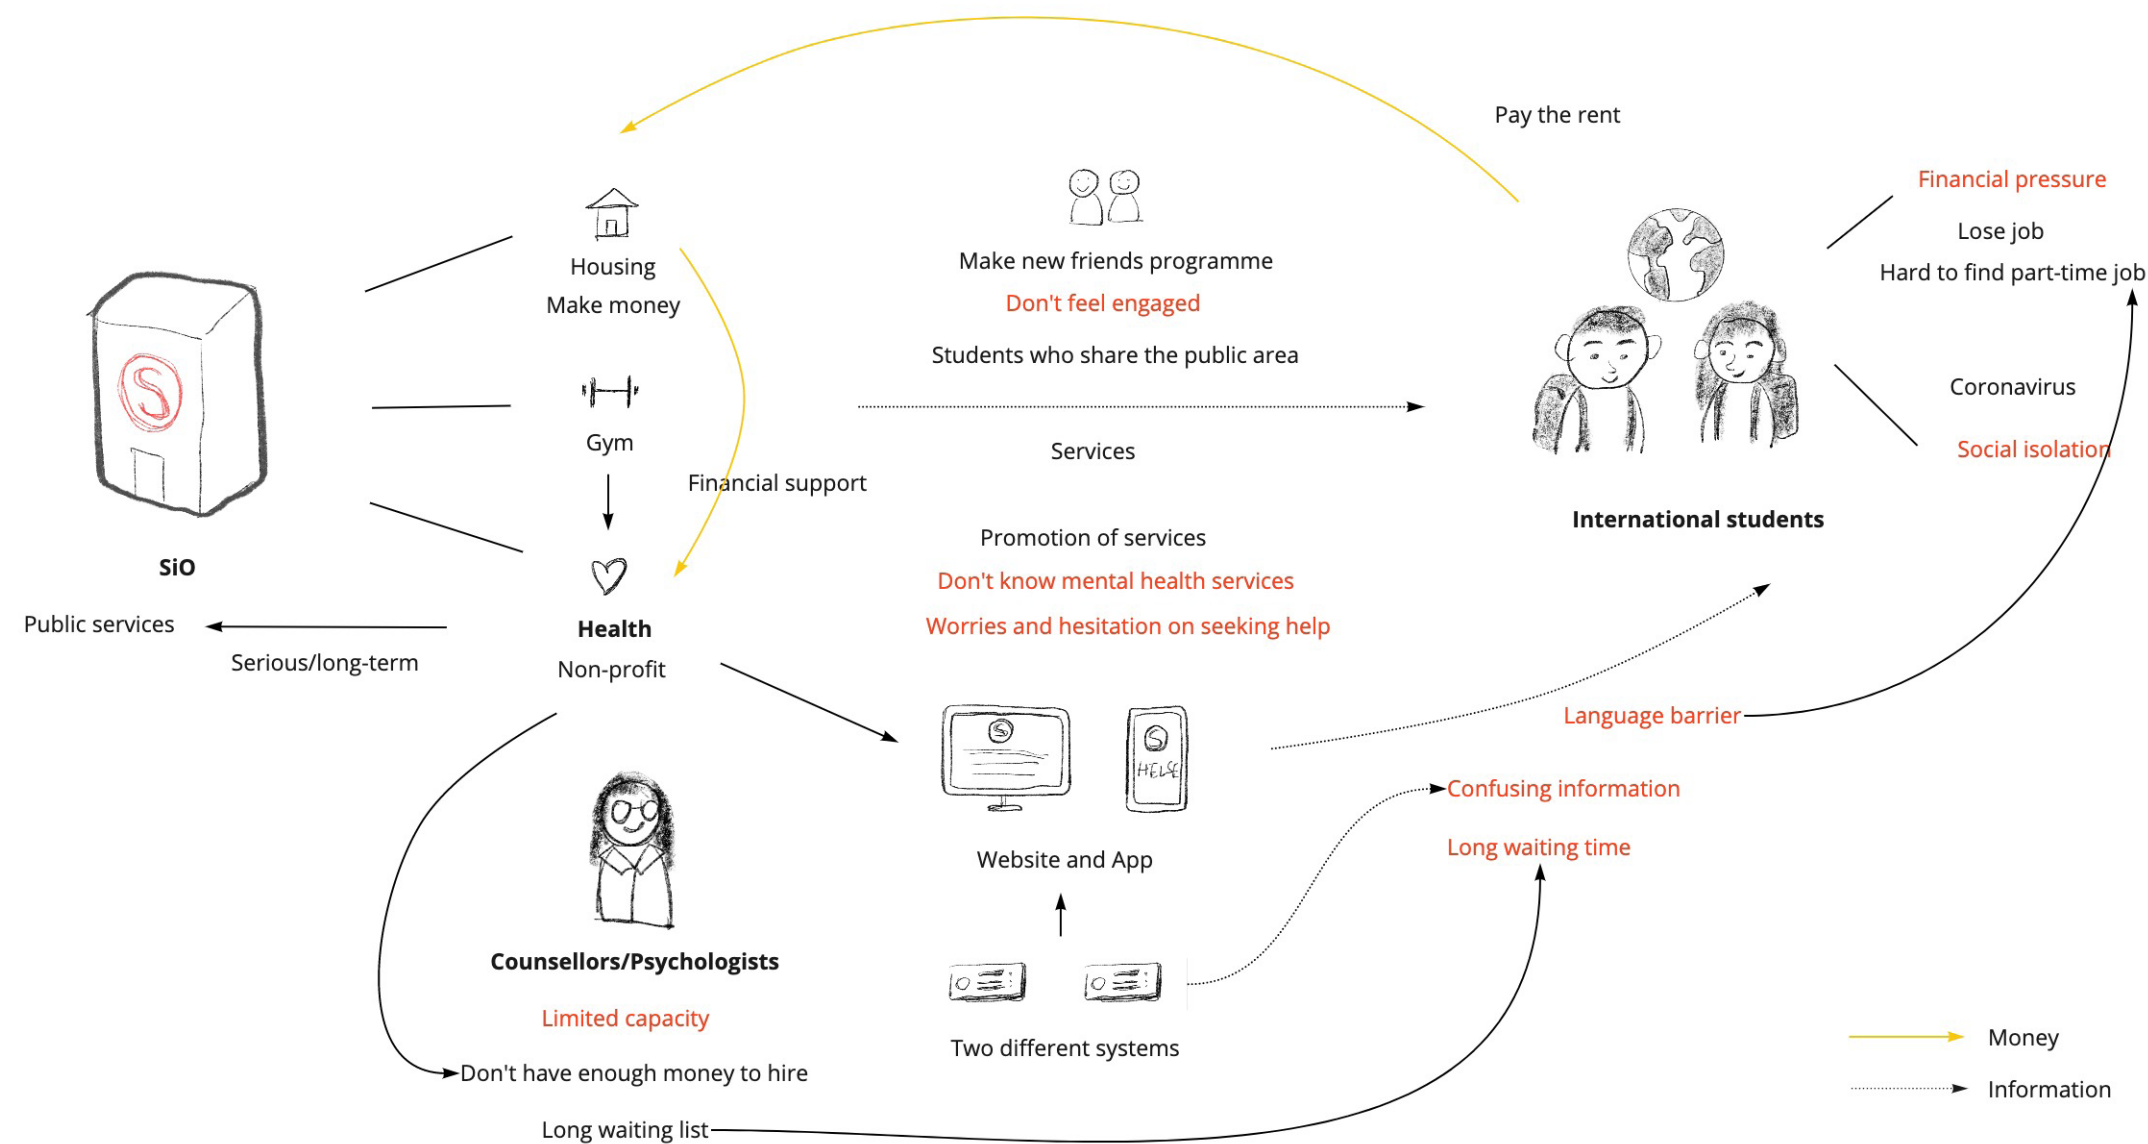 Pay the rent
Financial pressure
Lose job
Hard to find part-time job
Housing
Make money
Make new friends programme
Don't feel engaged
Students who share the public area
Services
S
Gym
Financial support
Coronavirus
Social isolation
International students
SiO
Public services
Serious/long-term
Health
Non-profit
Promotion of services
Don't know mental health services
Worries and hesitation on seeking help
S
S
HELSE
Website and App
Two different systems
Language barrier
Confusing information
Long waiting time
Counsellors/Psychologists
Limited capacity
Don't have enough money to hire
Long waiting list
Money
Information